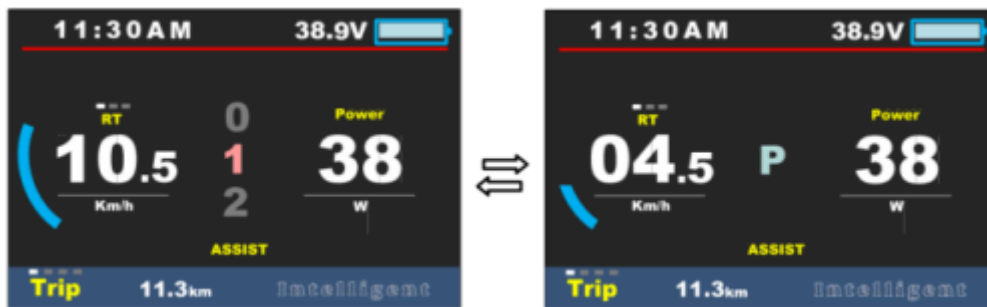 11:30AM 38.9V
RT 0 Power
10.5 1 38
Km/h 2 W
ASSIST
Trip 11.3km Intelligent
11:30AM 38.9V
RT Power
04.5 P 38
Km/h W
ASSIST
Trip 11.3km Intelligent